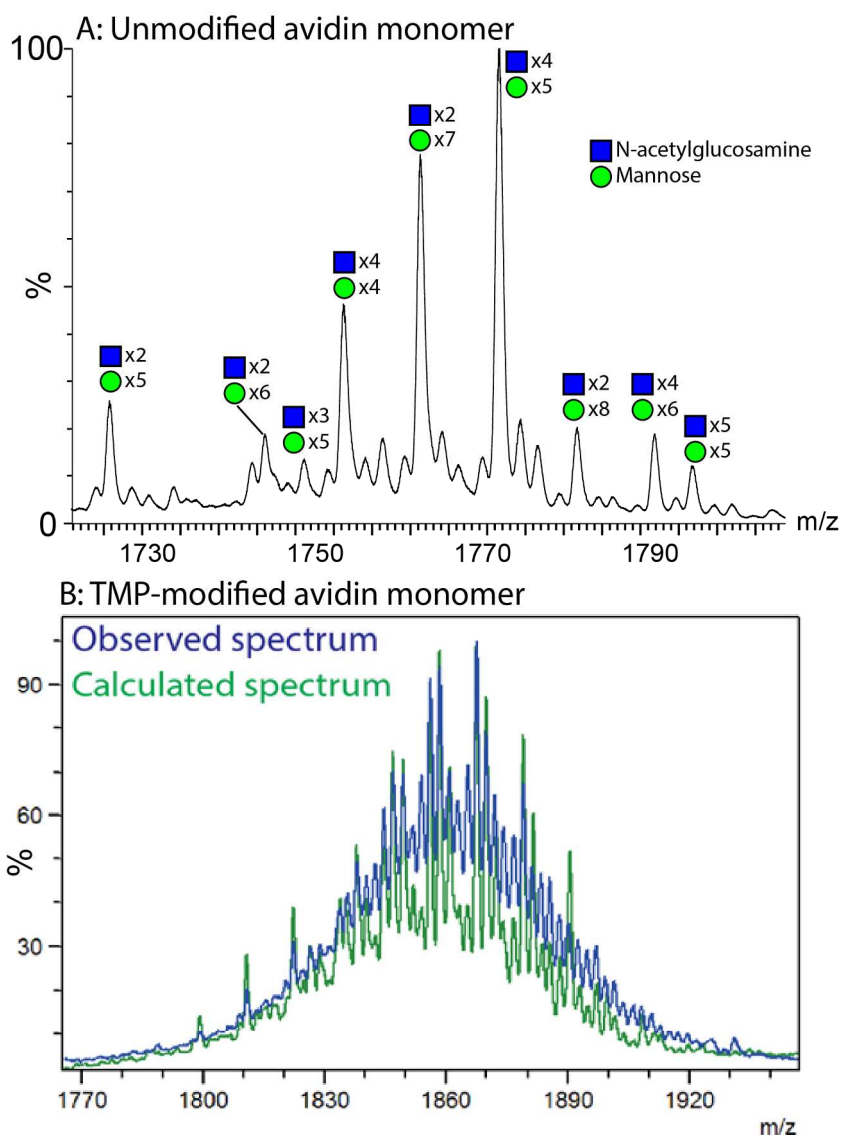 A: Unmodified avidin monomer
100
x4
x5
x2
x7
N-acetylglucosamine
Mannose
x4
x4
%
x2
x5
x2
x6
x3
x5
x2
x8
x4
x6
x5
x5
0
m/z
1730
1750
1770
1790
B: TMP-modified avidin monomer
Observed spectrum
Calculated spectrum
90
60
%
30
1770
1800
1830
1860
1890
1920
m/z